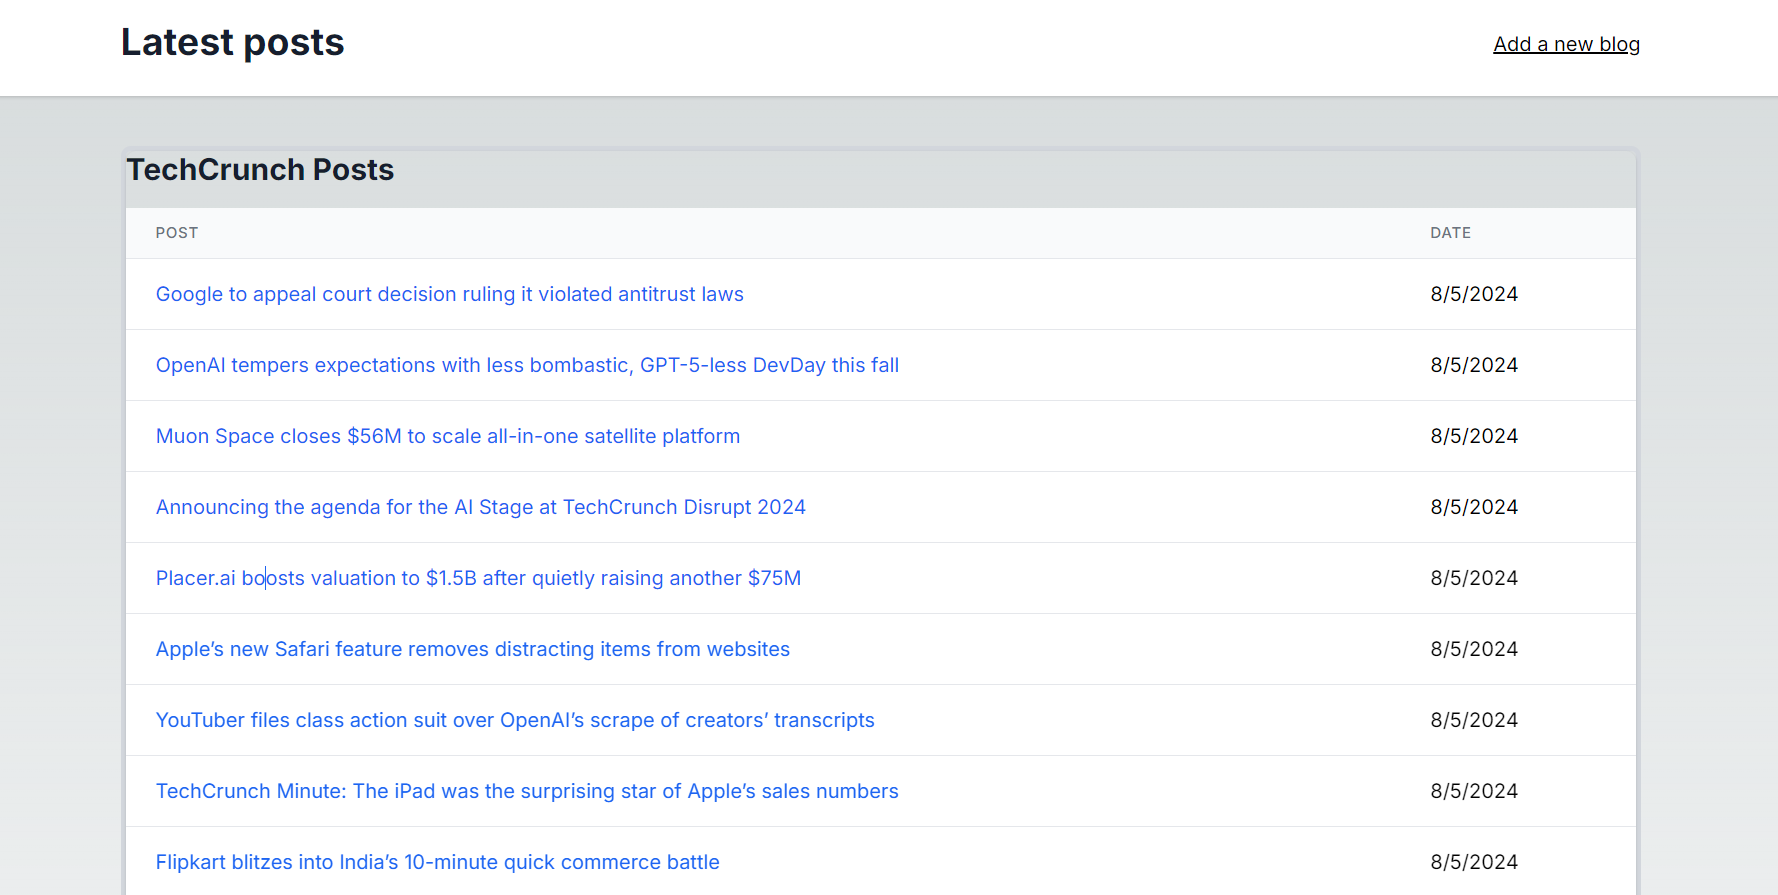 Latest posts
Add a new blog
TechCrunch Posts
POST DATE
Google to appeal court decision ruling it violated antitrust laws 8/5/2024
OpenAI tempers expectations with less bombastic, GPT-5-less DevDay this fall 8/5/2024
Muon Space closes $56M to scale all-in-one satellite platform 8/5/2024
Announcing the agenda for the AI Stage at TechCrunch Disrupt 2024 8/5/2024
Placer.ai boosts valuation to $1.5B after quietly raising another $75M 8/5/2024
Apple’s new Safari feature removes distracting items from websites 8/5/2024
YouTuber files class action suit over OpenAI’s scrape of creators’ transcripts 8/5/2024
TechCrunch Minute: The iPad was the surprising star of Apple’s sales numbers 8/5/2024
Flipkart blitzes into India’s 10-minute quick commerce battle 8/5/2024